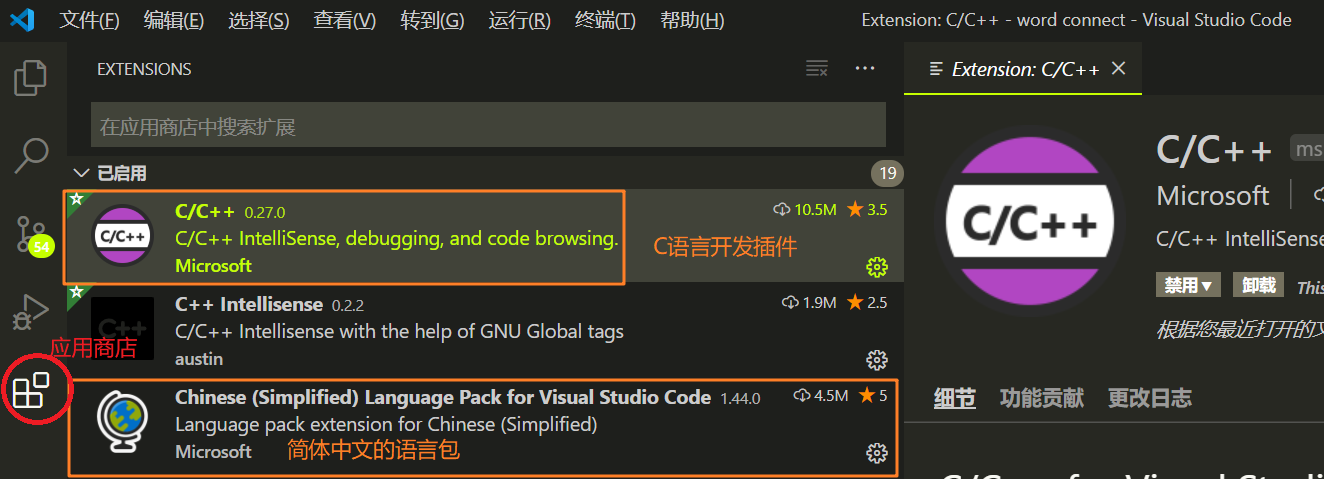 文件(F) 编辑(E) 选择(S) 查看(V) 转到(G) 运行(R) 终端(T) 帮助(H) Extension: C/C++ - word connect - Visual Studio Code
EXTENSIONS
在应用商店中搜索扩展
已启用 19
C/C++ 0.27.0 10.5M 3.5
C/C++ IntelliSense, debugging, and code browsing.
Microsoft
C语言开发插件
C/C++
C++ Intellisense 0.2.2 1.9M 2.5
C/C++ Intellisense with the help of GNU Global tags
austin
C++
Chinese (Simplified) Language Pack for Visual Studio Code 1.44.0 4.5M 5
Language pack extension for Chinese (Simplified)
Microsoft
简体中文的语言包
54
应用商店
Extension: C/C++
C/C++
C/C++ ms
Microsoft
C/C++ IntelliSense
禁用 卸载 This
根据您最近打开的文
细节 功能贡献 更改日志